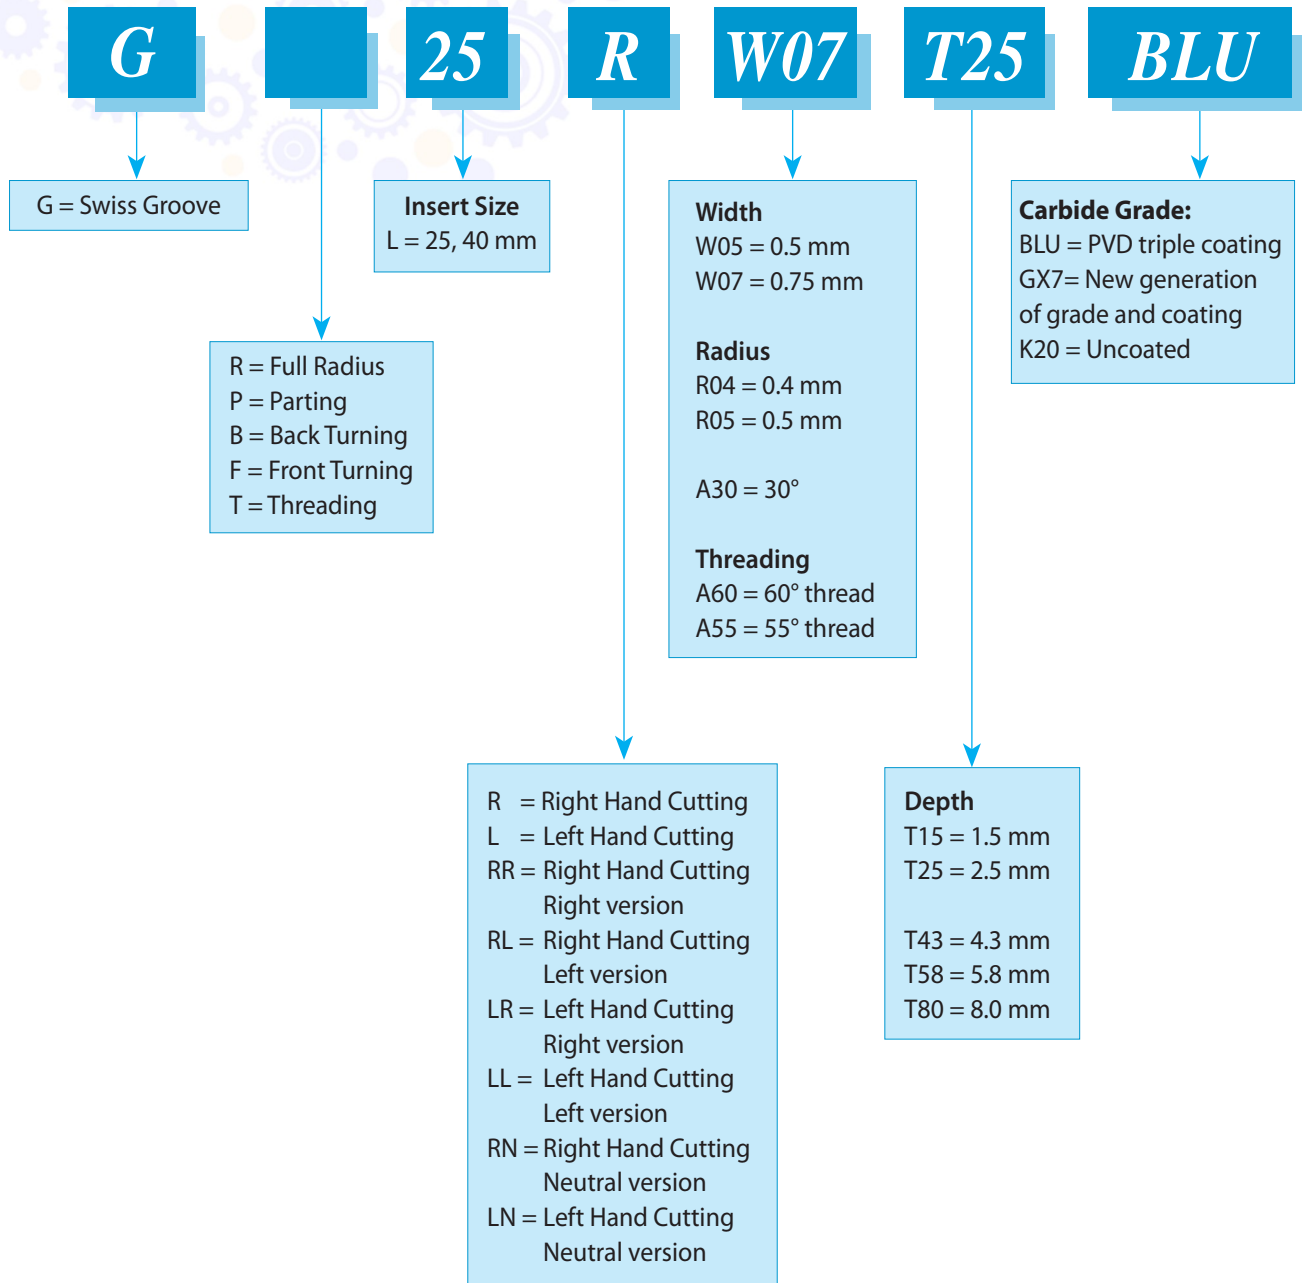 G 25 R W07 T25 BLU
G = Swiss Groove
R = Full Radius
P = Parting
B = Back Turning
F = Front Turning
T = Threading
Insert Size
L = 25, 40 mm
R = Right Hand Cutting
L = Left Hand Cutting
RR = Right Hand Cutting
Right version
RL = Right Hand Cutting
Left version
LR = Left Hand Cutting
Right version
LL = Left Hand Cutting
Left version
RN = Right Hand Cutting
Neutral version
LN = Left Hand Cutting
Neutral version
Width
W05 = 0.5 mm
W07 = 0.75 mm
Radius
R04 = 0.4 mm
R05 = 0.5 mm
A30 = 30°
Threading
A60 = 60° thread
A55 = 55° thread
Depth
T15 = 1.5 mm
T25 = 2.5 mm
T43 = 4.3 mm
T58 = 5.8 mm
T80 = 8.0 mm
Carbide Grade:
BLU = PVD triple coating
GX7= New generation
of grade and coating
K20 = Uncoated